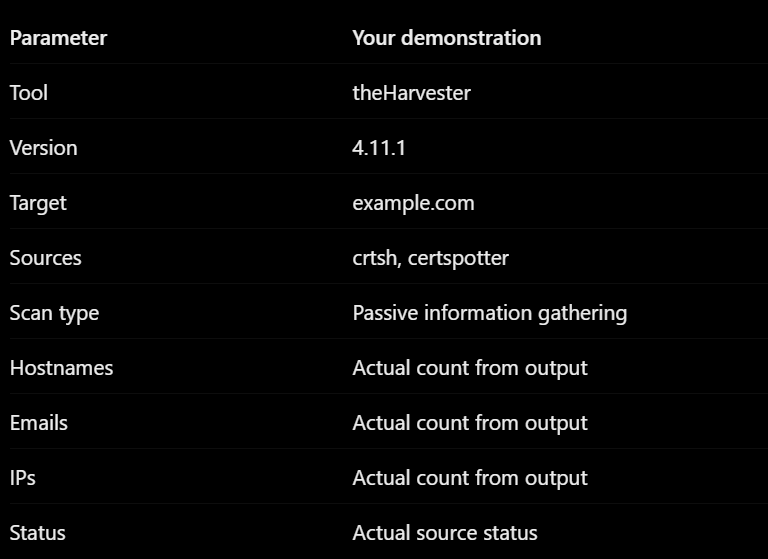 Parameter Your demonstration
Tool theHarvester
Version 4.11.1
Target example.com
Sources crtsh, certspotter
Scan type Passive information gathering
Hostnames Actual count from output
Emails Actual count from output
IPs Actual count from output
Status Actual source status